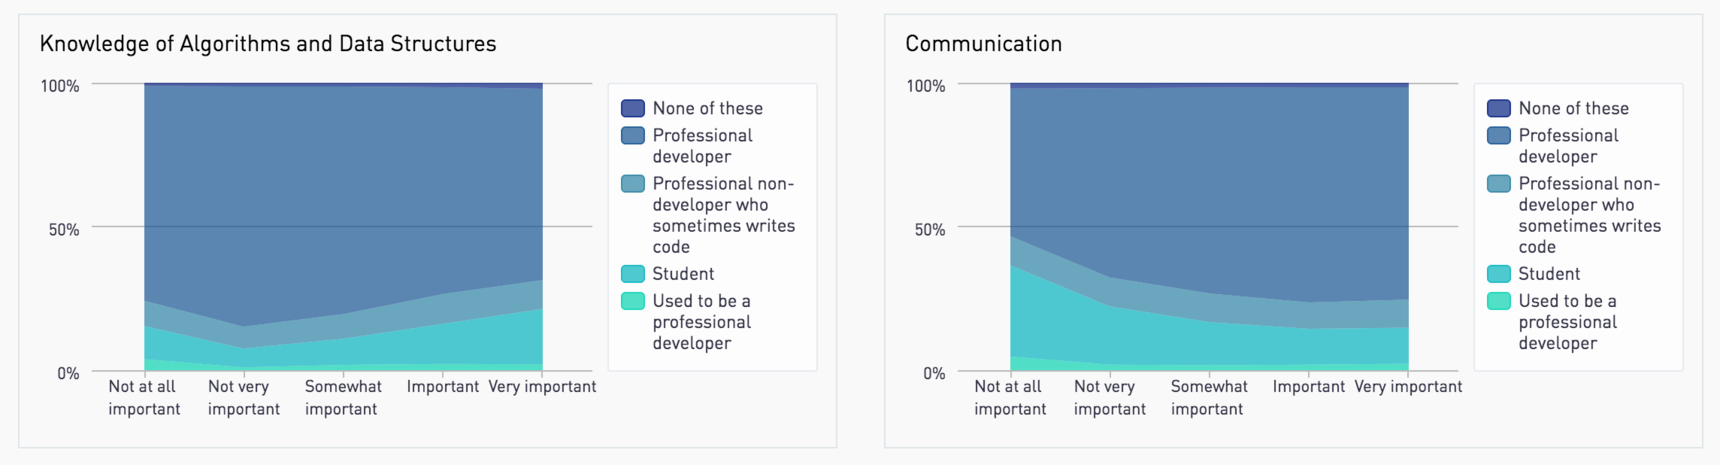 Knowledge of Algorithms and Data Structures
100%
50%
0%
Not at all
important
Not very
important
Somewhat
important
Important
Very important
None of these
Professional
developer
Professional non-
developer who
sometimes writes
code
Student
Used to be a
professional
developer
Communication
100%
50%
0%
Not at all
important
Not very
important
Somewhat
important
Important
Very important
None of these
Professional
developer
Professional non-
developer who
sometimes writes
code
Student
Used to be a
professional
developer